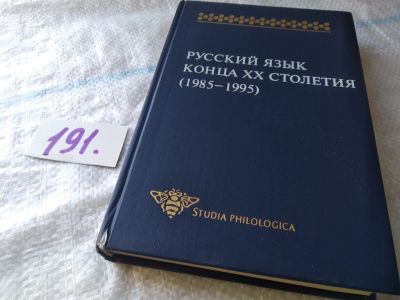 РУССКИЙ ЯЗЫК
КОНЦА XX СТОЛЕТИЯ
(1985–1995)
191.
STUDIA PHILOLOGICA